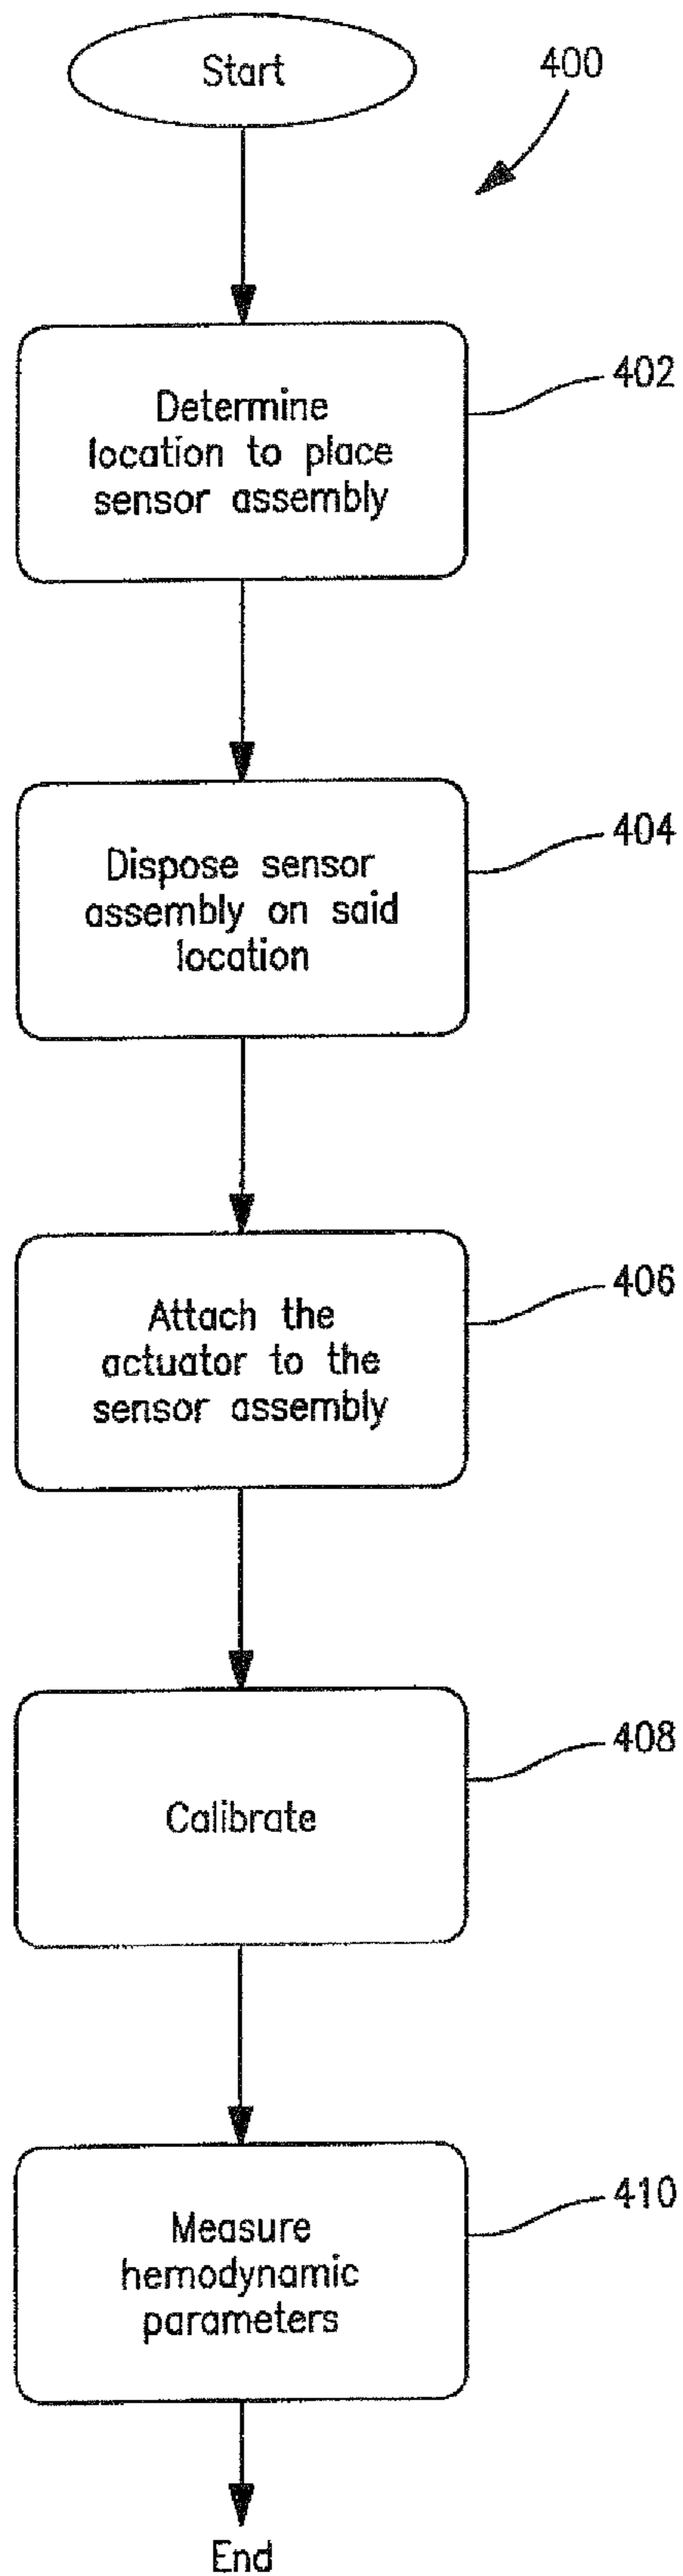 Start
400
Determine
location to place
sensor assembly
402
Dispose sensor
assembly on said
location
404
Attach the
actuator to the
sensor assembly
406
Calibrate
408
Measure
hemodynamic
parameters
410
End